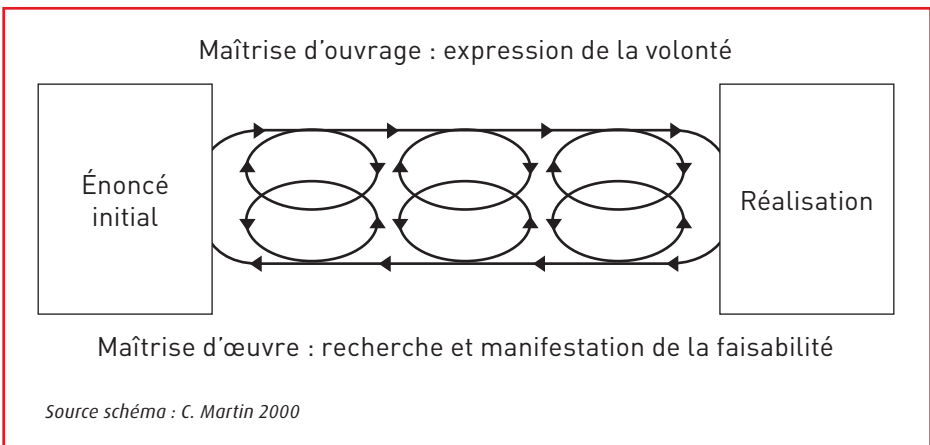 Maîtrise d'ouvrage : expression de la volonté
Énoncé
initial
Réalisation
Maîtrise d'œuvre : recherche et manifestation de la faisabilité
Source schéma : C. Martin 2000